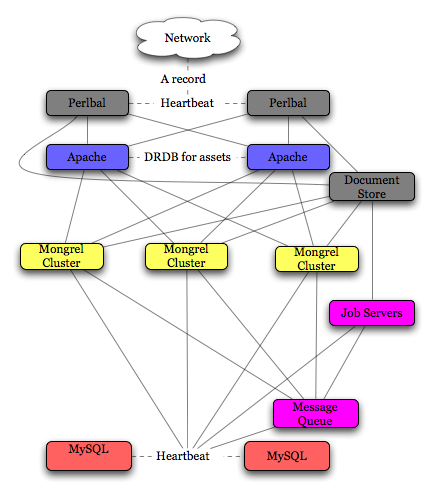 Network
A record
Perlbal
Heartbeat
Perlbal
Apache
DRDB for assets
Apache
Document
Store
Mongrel
Cluster
Mongrel
Cluster
Mongrel
Cluster
Job Servers
Message
Queue
MySQL
Heartbeat
MySQL